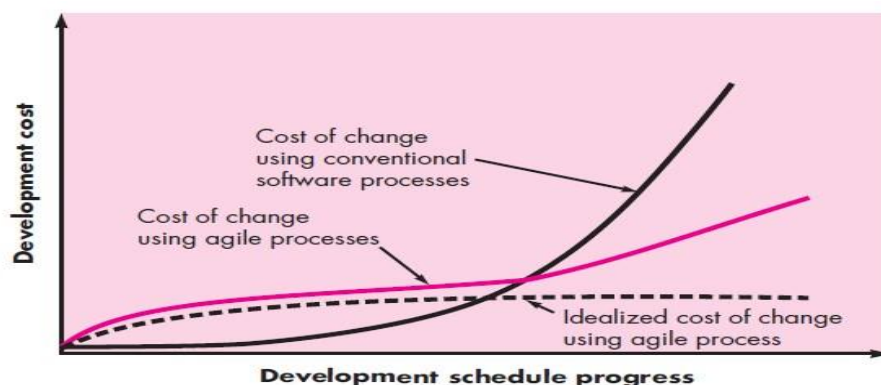 Development cost
Cost of change
using conventional
software processes
Cost of change
using agile processes
Idealized cost of change
using agile process
Development schedule progress